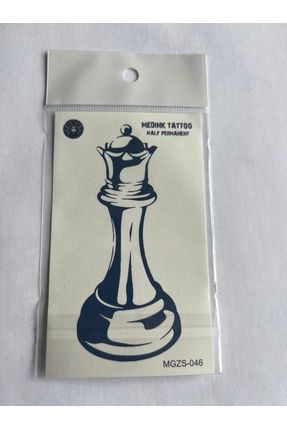 MEDINK TATTOO
HALF PERMANENT
MGZS-046